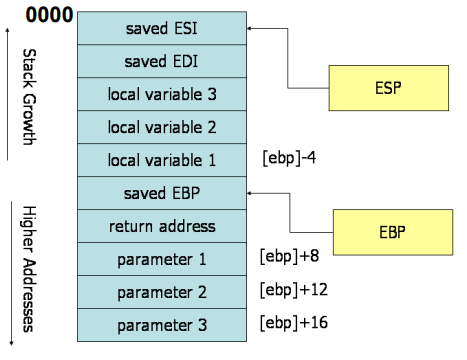 0000
saved ESI
saved EDI
ESP
local variable 3
local variable 2
local variable 1
[ebp]-4
saved EBP
return address
EBP
parameter 1
[ebp]+8
parameter 2
[ebp]+12
parameter 3
[ebp]+16
Stack Growth
Higher Addresses